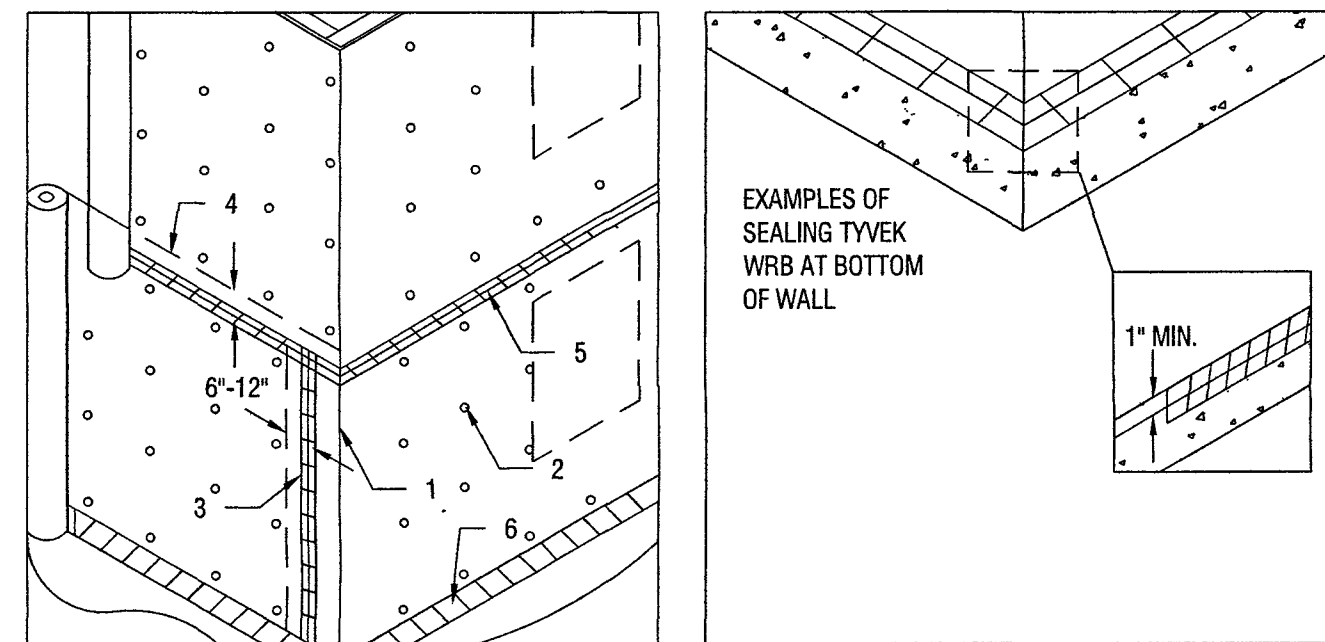 4
5
6"-12"
2
1
3
6
EXAMPLES OF
SEALING TYVEK
WRB AT BOTTOM
OF WALL
1" MIN.